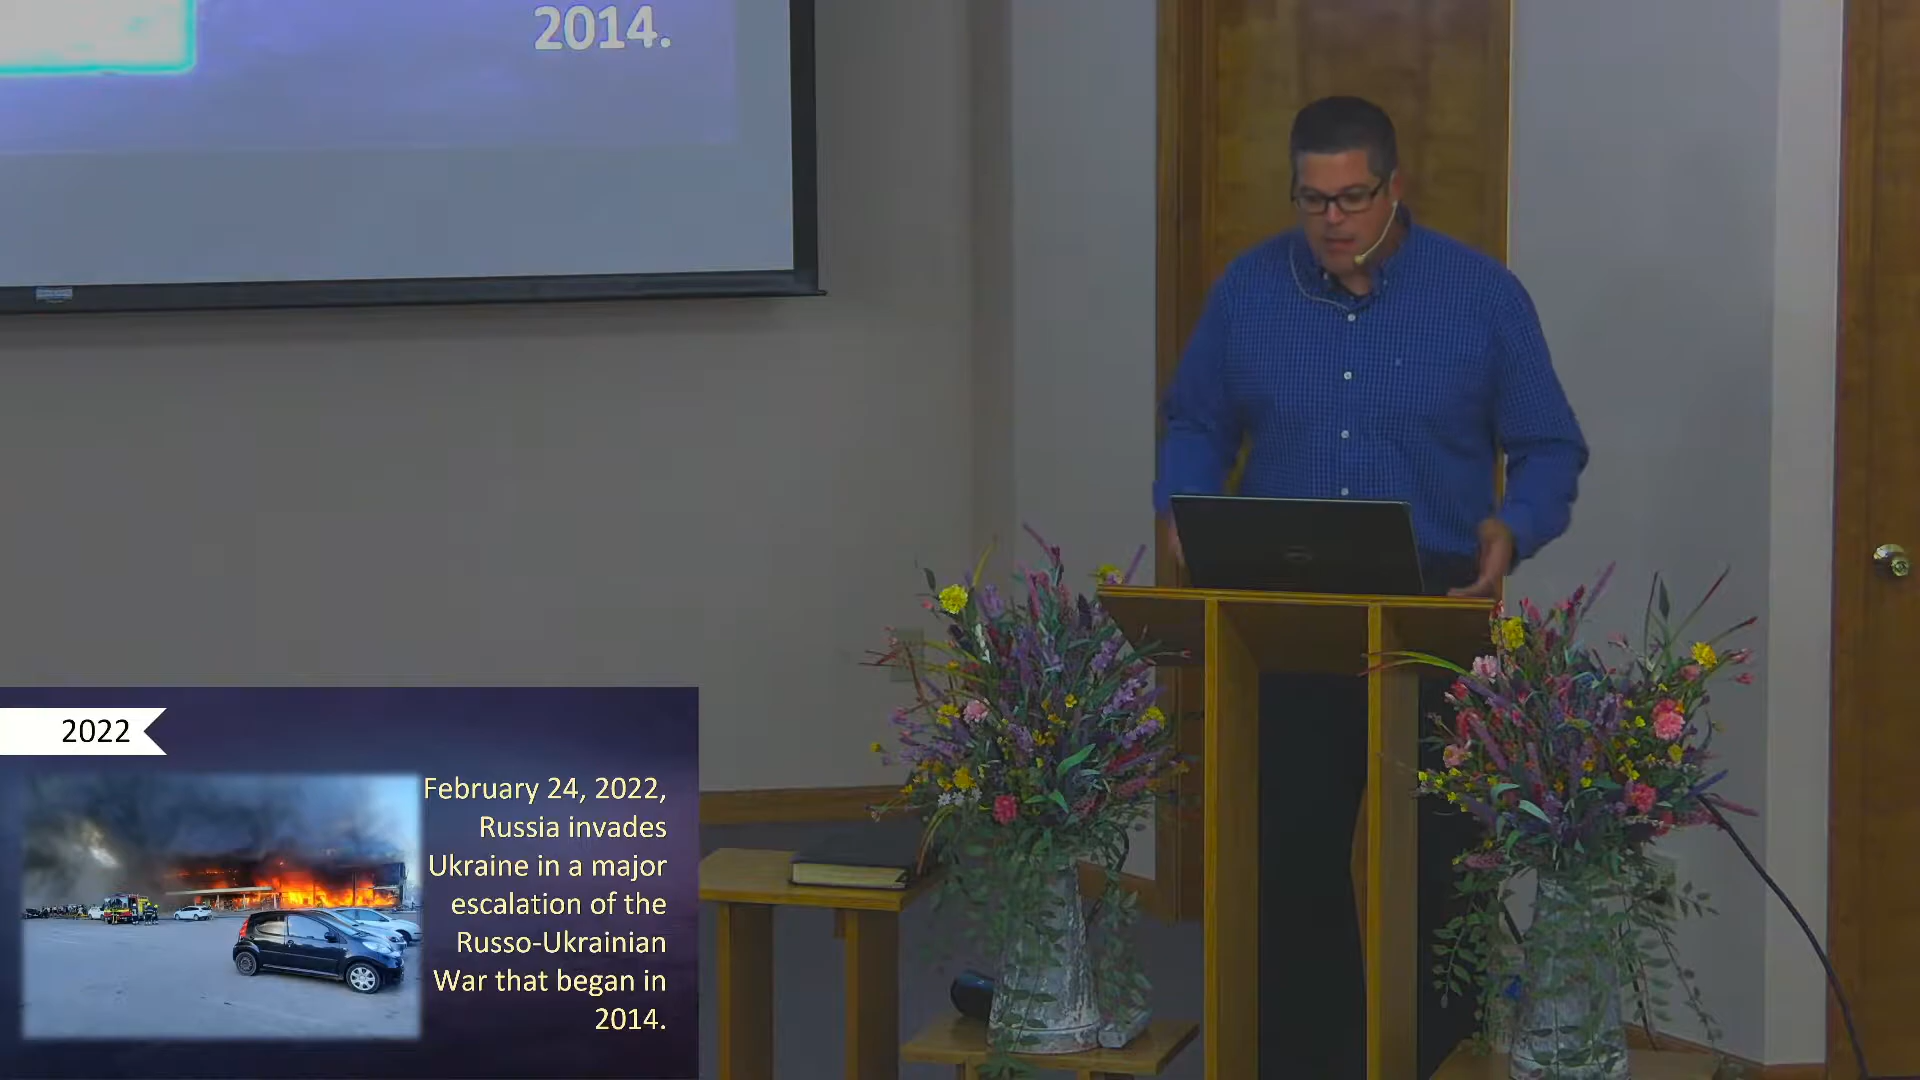 2014.
2022
February 24, 2022,
Russia invades
Ukraine in a major
escalation of the
Russo-Ukrainian
War that began in
2014.